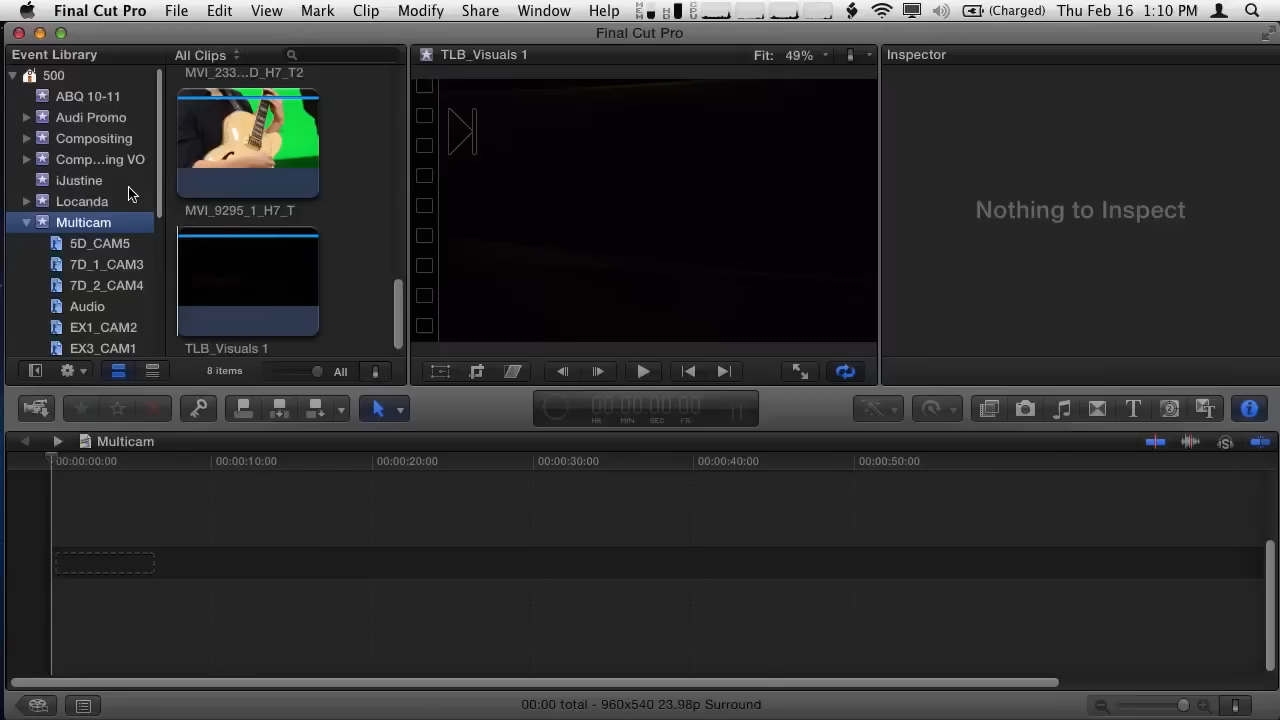 Final Cut Pro File Edit View Mark Clip Modify Share Window Help (Charged) Thu Feb 16 1:10 PM
Final Cut Pro
Event Library
All Clips
TLB_Visuals 1
Fit: 49%
Inspector
500
ABQ 10-11
Audi Promo
Compositing
Comp...ing VO
iJustine
Locanda
Multicam
5D_CAM5
7D_1_CAM3
7D_2_CAM4
Audio
EX1_CAM2
EX3_CAM1
MVI_233...D_H7_T2
MVI_9295_1_H7_T
TLB_Visuals 1
Nothing to Inspect
8 items
All
00:00:00:00
HR MIN SEC FR
Multicam
00:00:00:00 00:00:10:00 00:00:20:00 00:00:30:00 00:00:40:00 00:00:50:00
00:00 total - 960x540 23.98p Surround